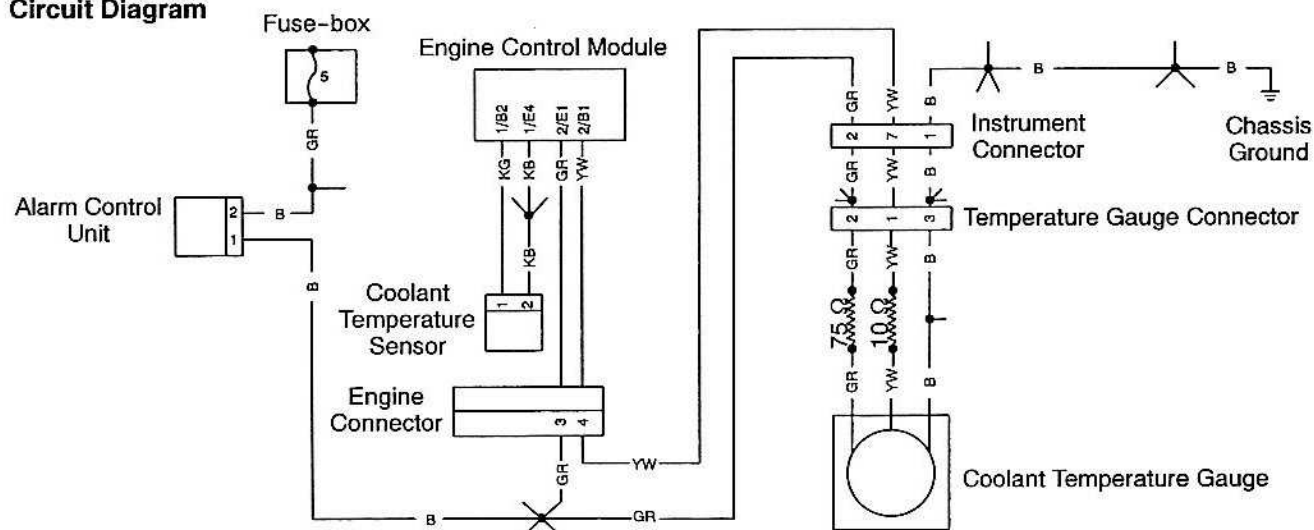 Circuit Diagram
Fuse-box
5
GR
Engine Control Module
1/B2
1/E4
2/E1
2/B1
KG
KB
GR
YW
KB
Alarm Control
Unit
2
1
B
B
Coolant
Temperature
Sensor
1
2
Engine
Connector
3
4
GR
YW
B
GR
GR
YW
B
B
B
2
7
1
Instrument
Connector
Chassis
Ground
GR
YW
B
2
1
3
Temperature Gauge Connector
GR
YW
B
75 Ω
10 Ω
GR
YW
B
Coolant Temperature Gauge